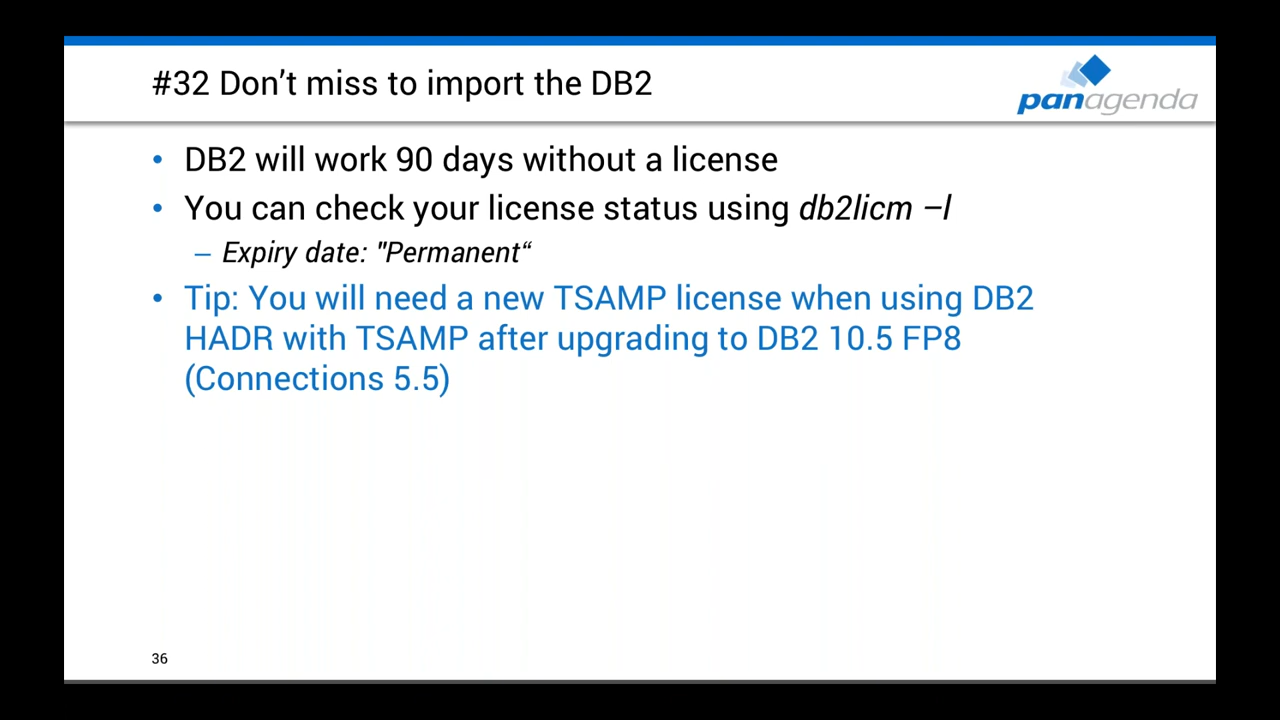 #32 Don’t miss to import the DB2
panagenda
• DB2 will work 90 days without a license
• You can check your license status using db2licm –l
– Expiry date: "Permanent“
• Tip: You will need a new TSAMP license when using DB2
HADR with TSAMP after upgrading to DB2 10.5 FP8
(Connections 5.5)
36